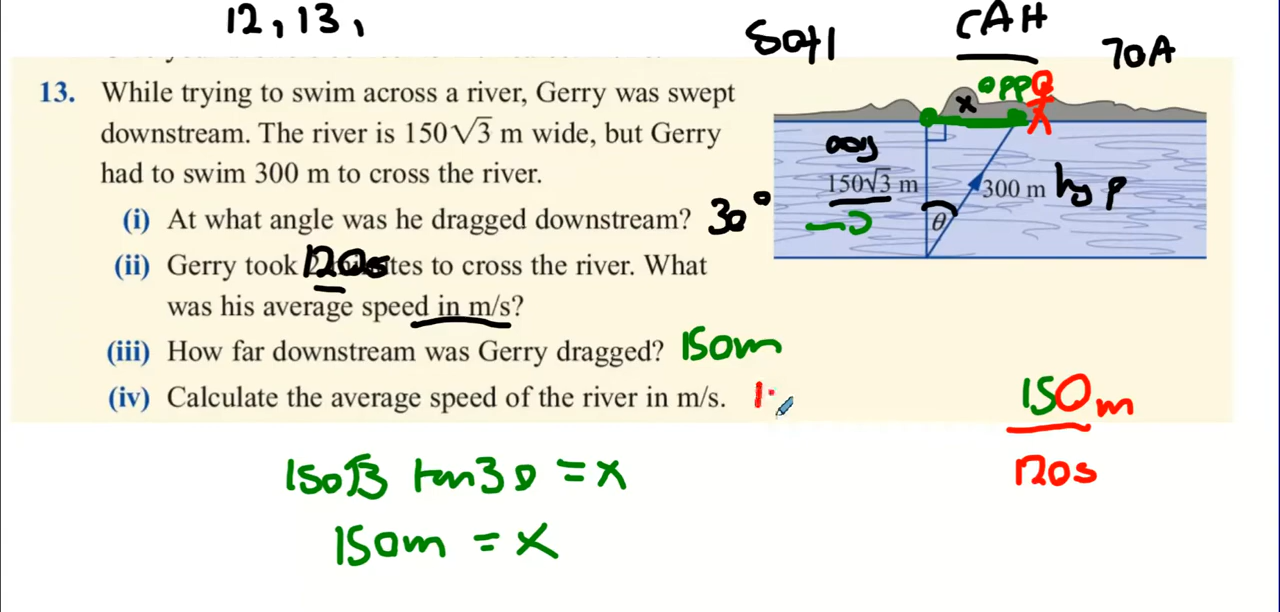 12, 13,
SOH
CAH
TOA
13. While trying to swim across a river, Gerry was swept
downstream. The river is 150√3 m wide, but Gerry
had to swim 300 m to cross the river.
(i) At what angle was he dragged downstream? 30°
(ii) Gerry took 120s to cross the river. What
was his average speed in m/s?
(iii) How far downstream was Gerry dragged? 150m
(iv) Calculate the average speed of the river in m/s. 1.
opp
x
150√3 m
300 m hyp
θ
150m
120s
150√3 tan30 = x
150m = x